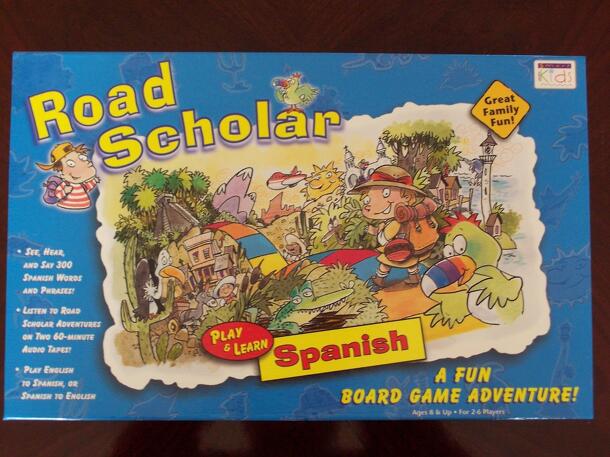 Road
Scholar
Kids
Great
Family
Fun!
• See, Hear,
and Say 300
Spanish Words
and Phrases!
• Listen to Road
Scholar Adventures
on Two 60-minute
Audio Tapes!
• Play English
to Spanish, or
Spanish to English
Play
& Learn
Spanish
A Fun
Board Game Adventure!
Ages 8 & Up • For 2-6 Players